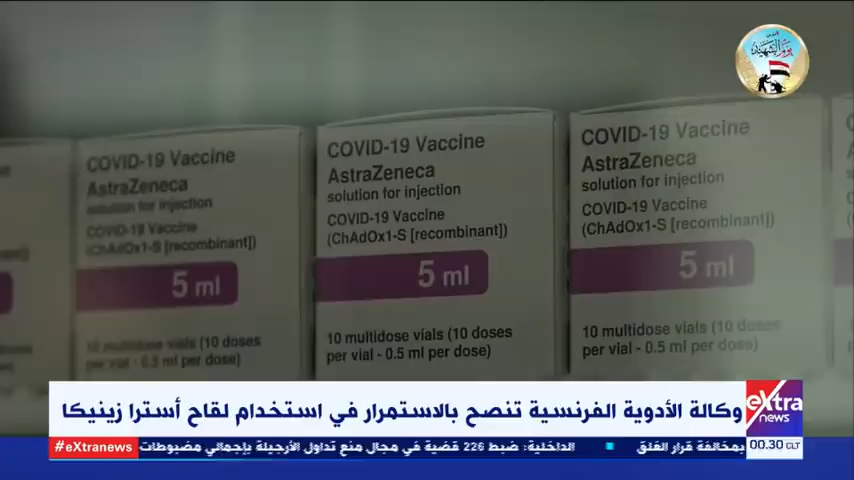 يوم الشهيد
COVID-19 Vaccine
AstraZeneca
solution for injection
COVID-19 Vaccine
(ChAdOx1-S [recombinant])
5 ml
10 multidose vials (10 doses
per vial - 0.5 ml per dose)
COVID-19 Vaccine
AstraZeneca
solution for injection
COVID-19 Vaccine
(ChAdOx1-S [recombinant])
5 ml
10 multidose vials (10 doses
per vial - 0.5 ml per dose)
COVID-19 Vaccine
AstraZeneca
solution for injection
COVID-19 Vaccine
(ChAdOx1-S [recombinant])
5 ml
10 multidose vials (10 doses
per vial - 0.5 ml per dose)
وكالة الأدوية الفرنسية تنصح بالاستمرار في استخدام لقاح أسترا زينيكا
eXtra
news
00.30 CLT
بمخالفة قرار الغلق
الداخلية: ضبط 226 قضية في مجال منع تداول الأرجيلة بإجمالي مضبوطات
#eXtranews